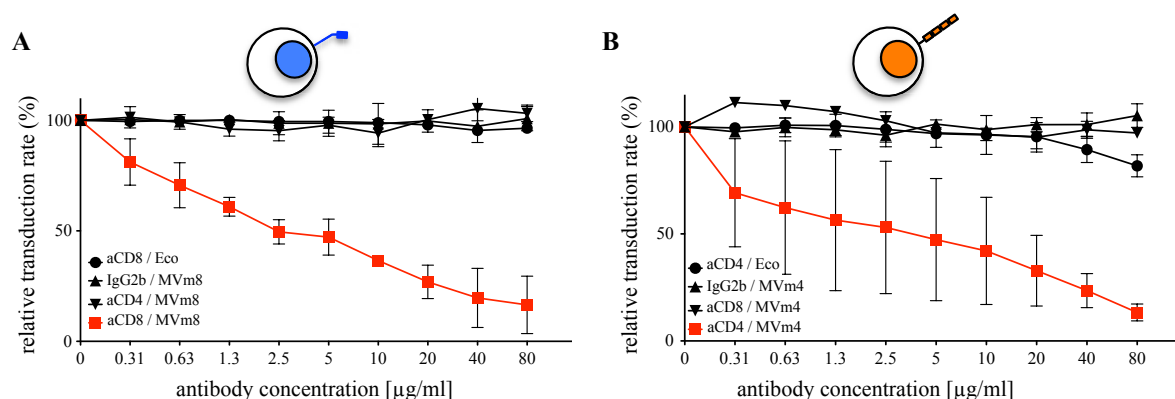 A
relative transduction rate (%)
100
50
0
aCD8 / Eco
IgG2b / MVm8
aCD4 / MVm8
aCD8 / MVm8
0 0.31 0.63 1.3 2.5 5 10 20 40 80
antibody concentration [µg/ml]
B
relative transduction rate (%)
100
50
0
aCD4 / Eco
IgG2b / MVm4
aCD8 / MVm4
aCD4 / MVm4
0 0.31 0.63 1.3 2.5 5 10 20 40 80
antibody concentration [µg/ml]